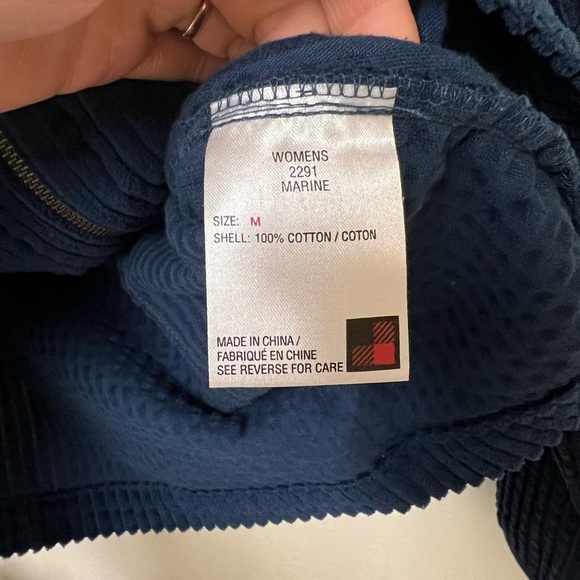 WOMENS
2291
MARINE
SIZE: M
SHELL: 100% COTTON / COTON
MADE IN CHINA /
FABRIQUÉ EN CHINE
SEE REVERSE FOR CARE